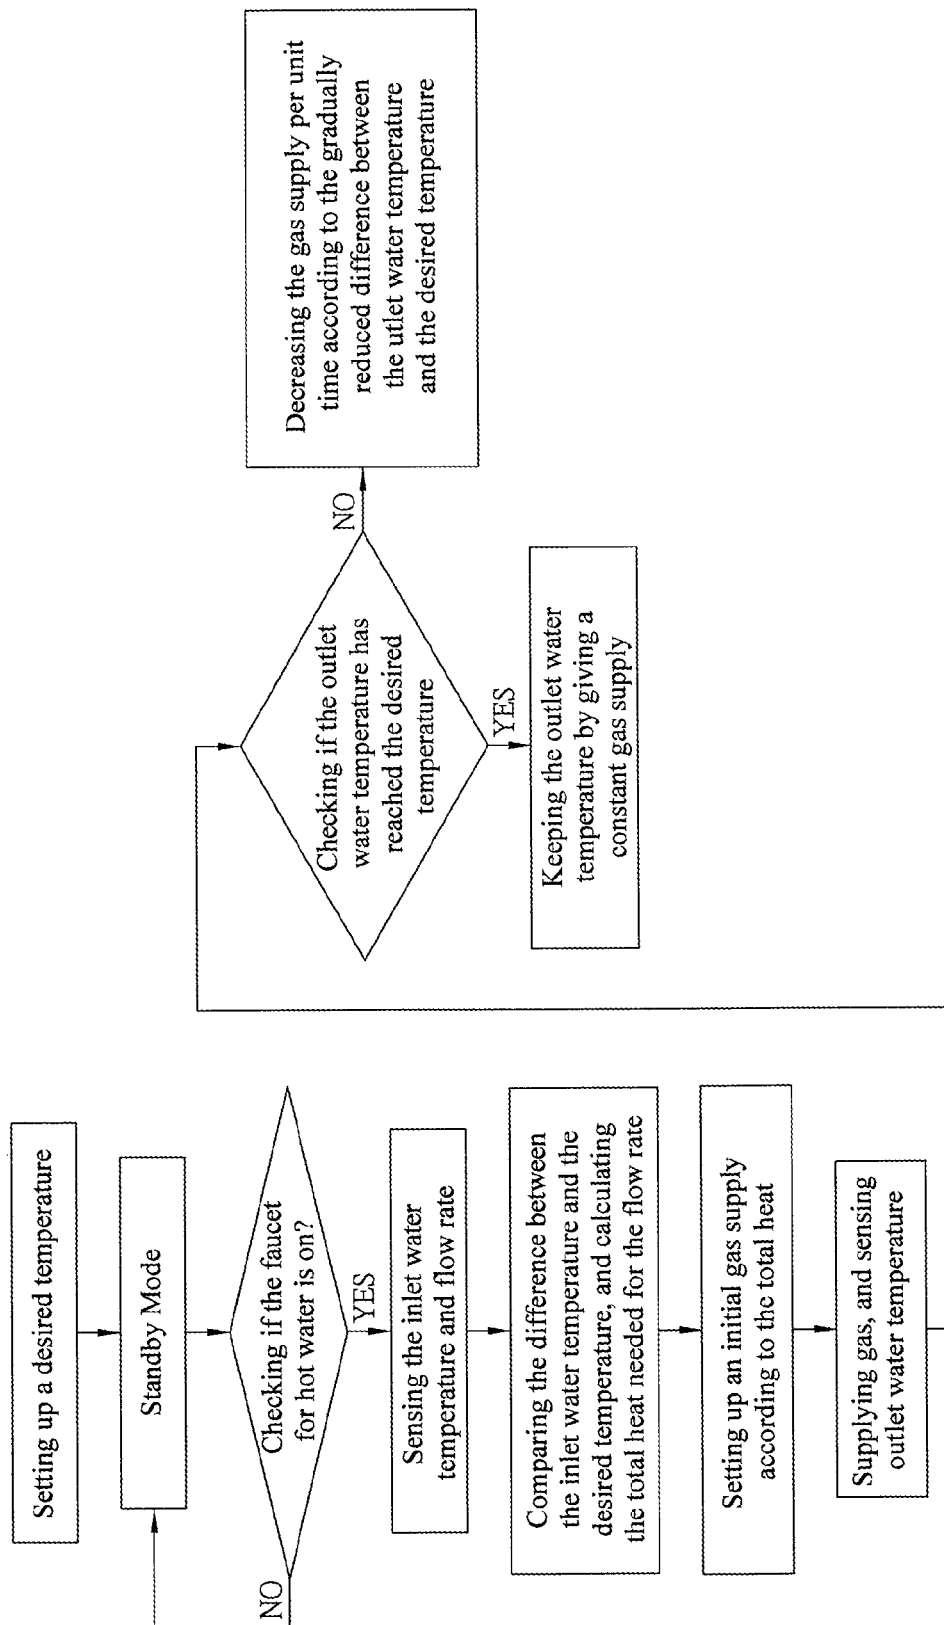 Setting up a desired temperature
Standby Mode
Checking if the faucet
for hot water is on?
NO
YES
Sensing the inlet water
temperature and flow rate
Comparing the difference between
the inlet water temperature and the
desired temperature, and calculating
the total heat needed for the flow rate
Setting up an initial gas supply
according to the total heat
Supplying gas, and sensing
outlet water temperature
Checking if the outlet
water temperature has
reached the desired
temperature
NO
YES
Decreasing the gas supply per unit
time according to the gradually
reduced difference between
the utlet water temperature
and the desired temperature
Keeping the outlet water
temperature by giving a
constant gas supply